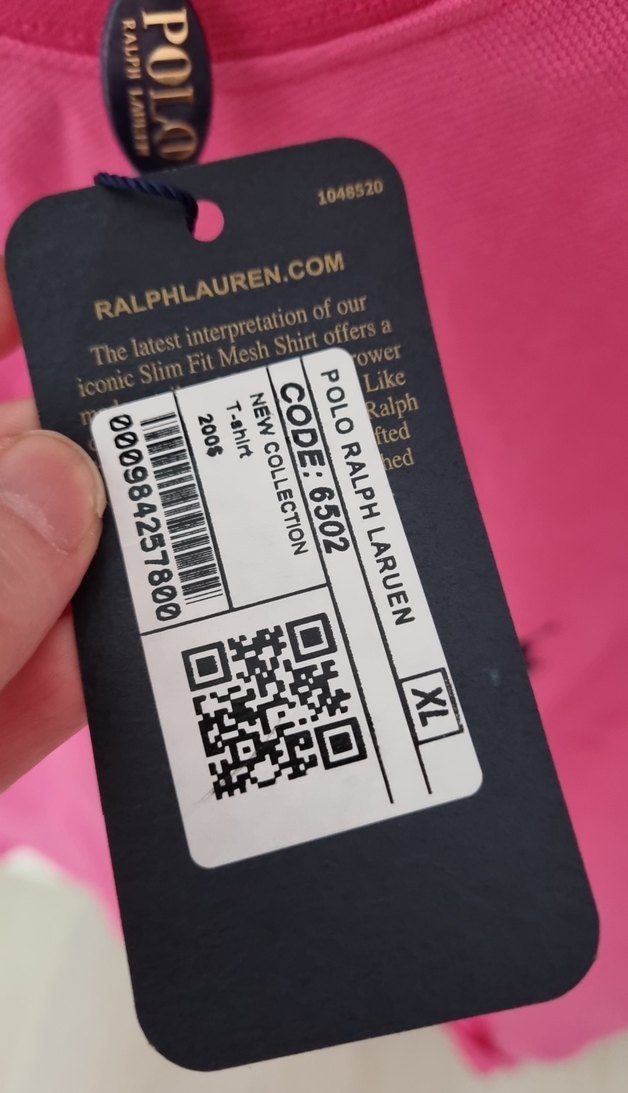 POLO
RALPH LAUREN
1048520
RALPHLAUREN.COM
The latest interpretation of our
iconic Slim Fit Mesh Shirt offers a
rower
Like
Ralph
fted
hed
POLO RALPH LARUEN
XL
CODE: 6502
NEW COLLECTION
T-shirt
200$
000984257800